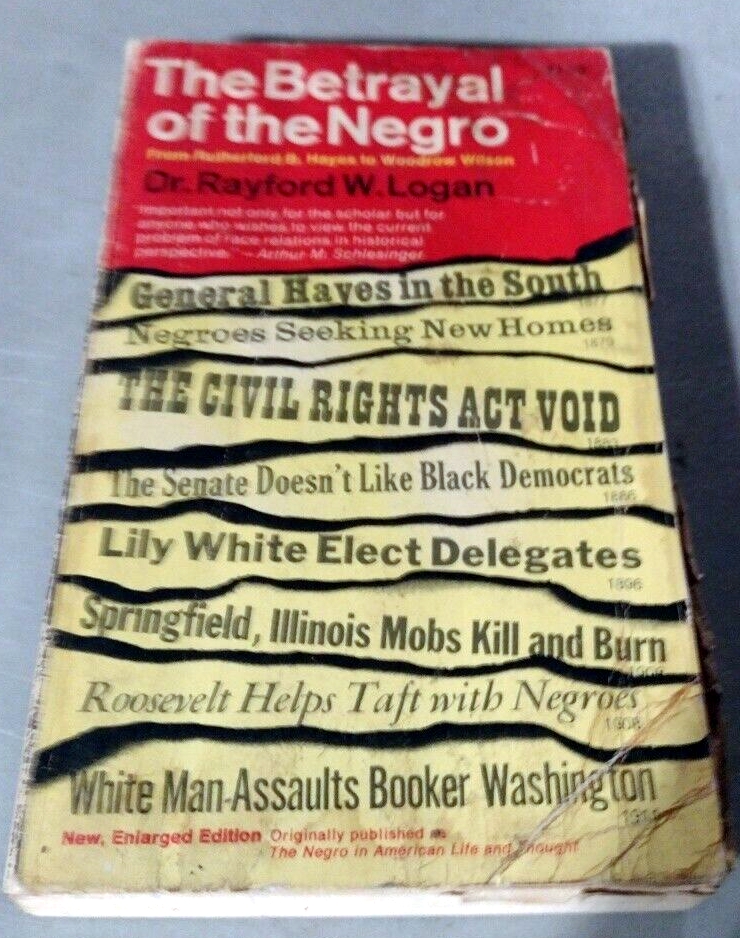 The Betrayal
of the Negro
From Rutherford B. Hayes to Woodrow Wilson
Dr. Rayford W. Logan
"Important not only for the scholar but for
anyone who wishes to view the current
problem of race relations in historical
perspective." —Arthur M. Schlesinger
General Hayes in the South
1877
Negroes Seeking New Homes
1879
THE CIVIL RIGHTS ACT VOID
1883
The Senate Doesn't Like Black Democrats
1886
Lily White Elect Delegates
1896
Springfield, Illinois Mobs Kill and Burn
Roosevelt Helps Taft with Negroes
1908
White Man Assaults Booker Washington
New, Enlarged Edition Originally published as
The Negro in American Life and Thought